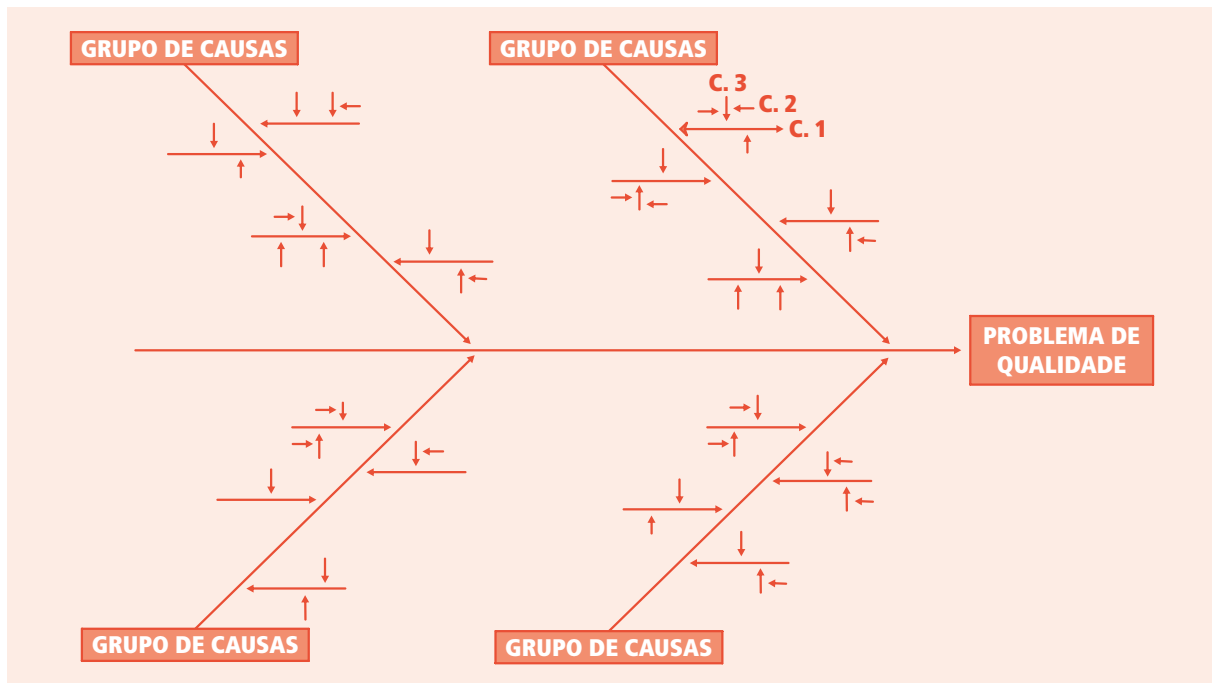 GRUPO DE CAUSAS
GRUPO DE CAUSAS
C. 3
C. 2
C. 1
PROBLEMA DE
QUALIDADE
GRUPO DE CAUSAS
GRUPO DE CAUSAS